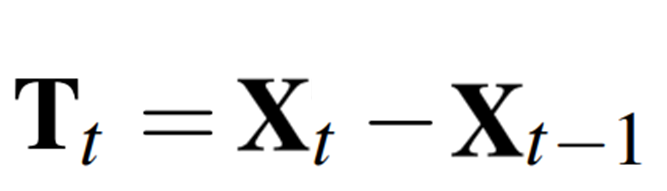 𝐓ₜ = 𝐗ₜ − 𝐗ₜ₋₁